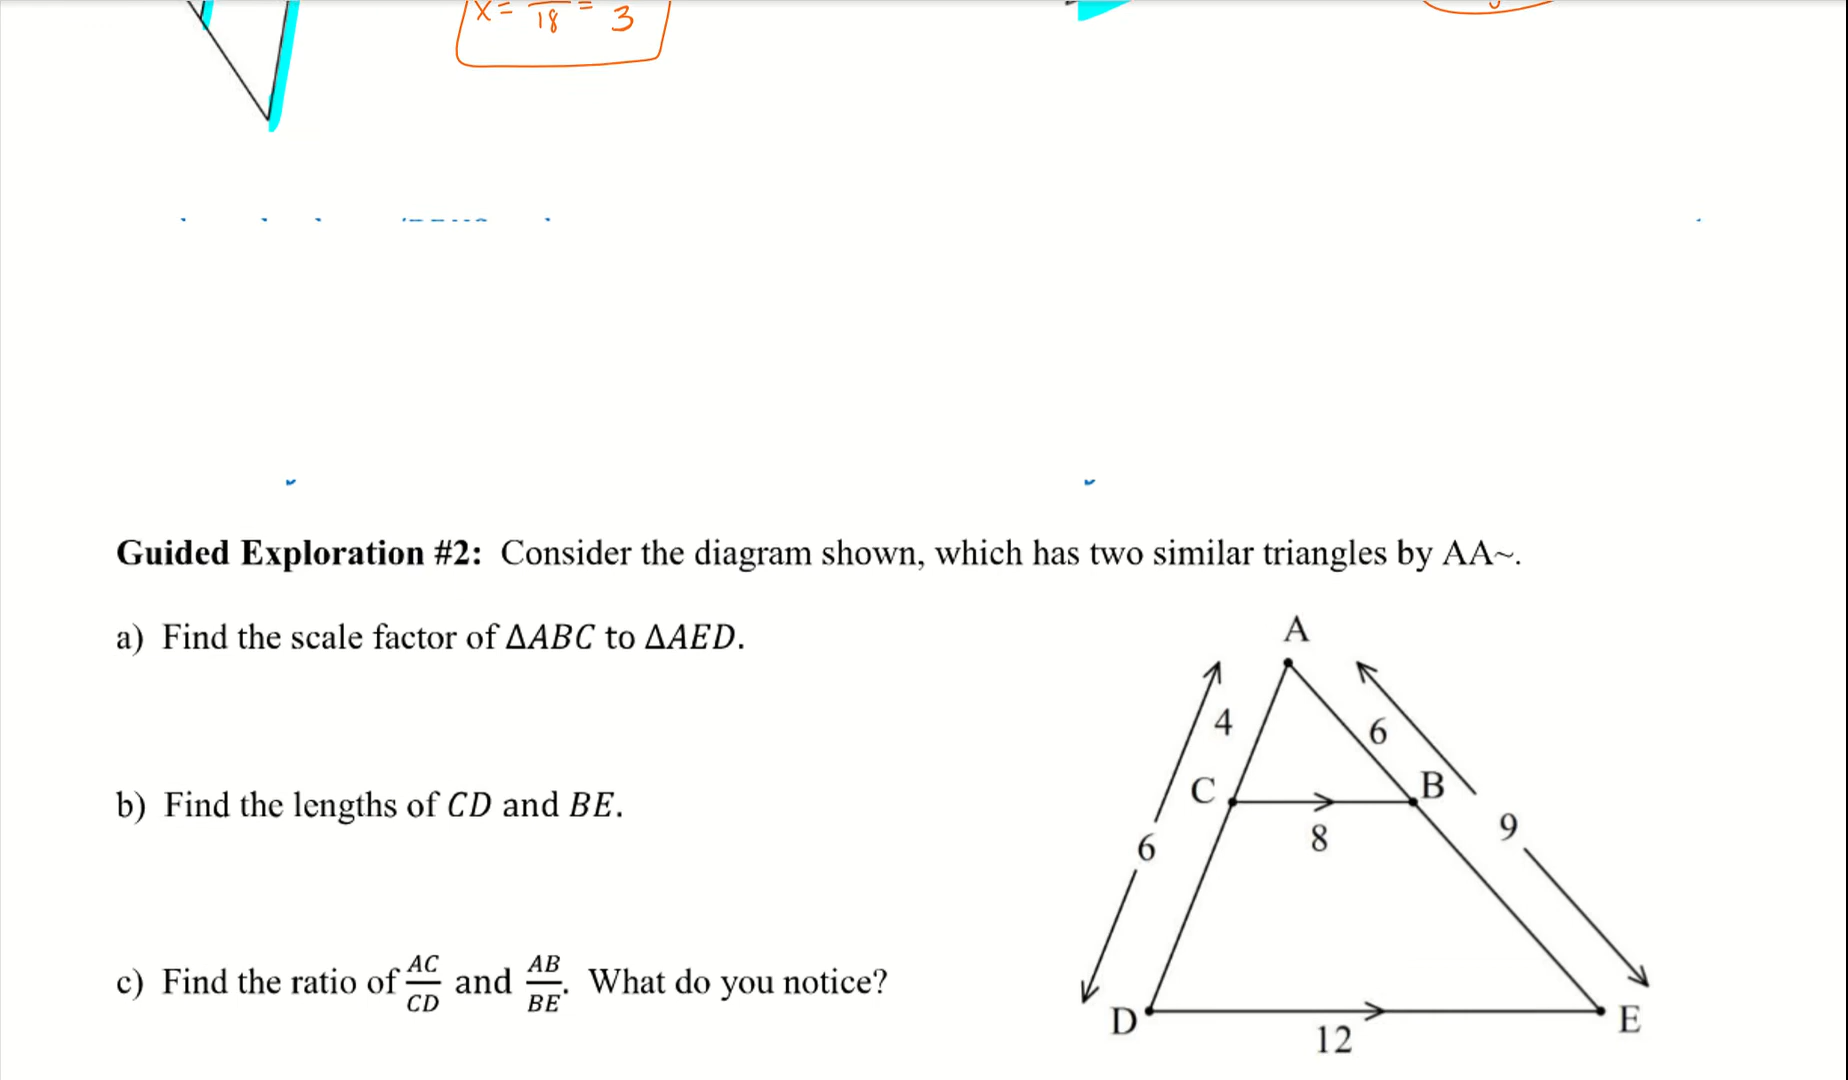 x= 18 = 3
Guided Exploration #2: Consider the diagram shown, which has two similar triangles by AA~.
a) Find the scale factor of ΔABC to ΔAED.
b) Find the lengths of CD and BE.
c) Find the ratio of AC/CD and AB/BE. What do you notice?
A
4
6
C
B
8
9
6
D
E
12